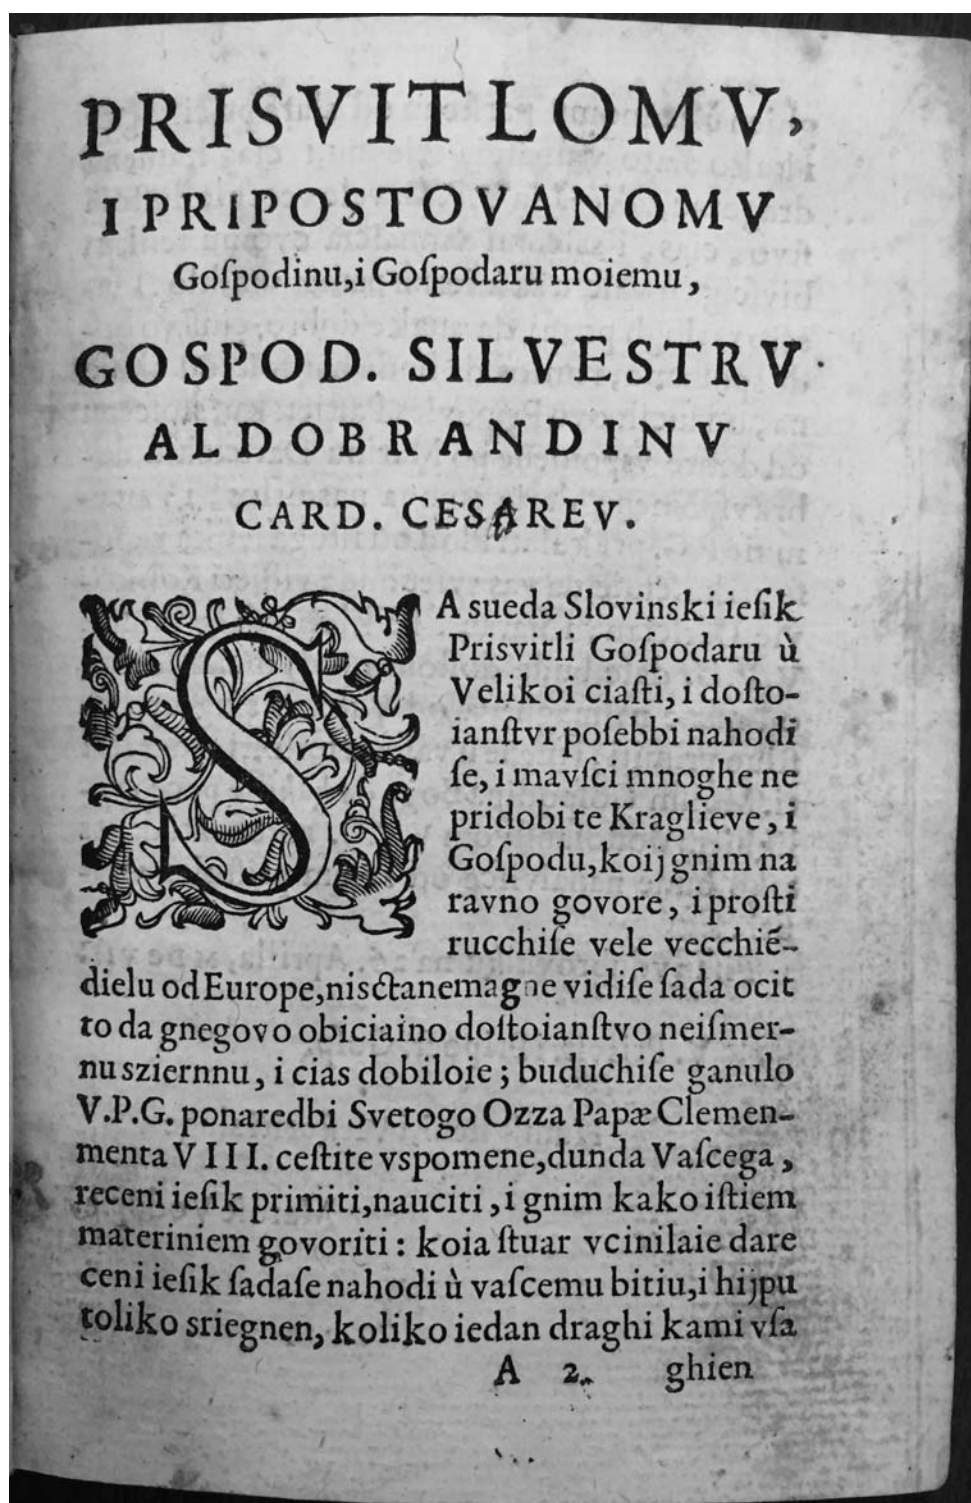 PRISVITLOMV,
I PRIPOSTOVANOMV
Goſpodinu, i Goſpodaru moiemu,
GOSPOD. SILVESTRV
ALDOBRANDINV
CARD. CESAREV.
SA sueda Slovinski ieſik
Prisvitli Goſpodaru ù
Velikoi ciaſti, i doſto-
ianſtvr poſebbi nahodi
ſe, i mavſci mnoghe ne
pridobi te Kraglieve, i
Goſpodu, koij gnim na
ravno govore, i proſti
rucchiſe vele vecchiẽ-
dielu od Europe, nisctanemagne vidiſe ſada ocit
to da gnegovo obiciaino doſtoianſtvo neiſmer-
nu sziernnu, i cias dobiloie; buduchiſe ganulo
V.P.G. ponaredbi Svetogo Ozza Papæ Clemen-
menta VIII. ceſtite vspomene, dunda Vaſcega,
receni ieſik primiti, nauciti, i gnim kako iſtiem
materiniem govoriti: koia ſtuar vcinilaie dare
ceni ieſik ſadaſe nahodi ù vaſcemu bitiu, i hijpu
toliko sriegnen, koliko iedan draghi kami vſa
A 2. ghien